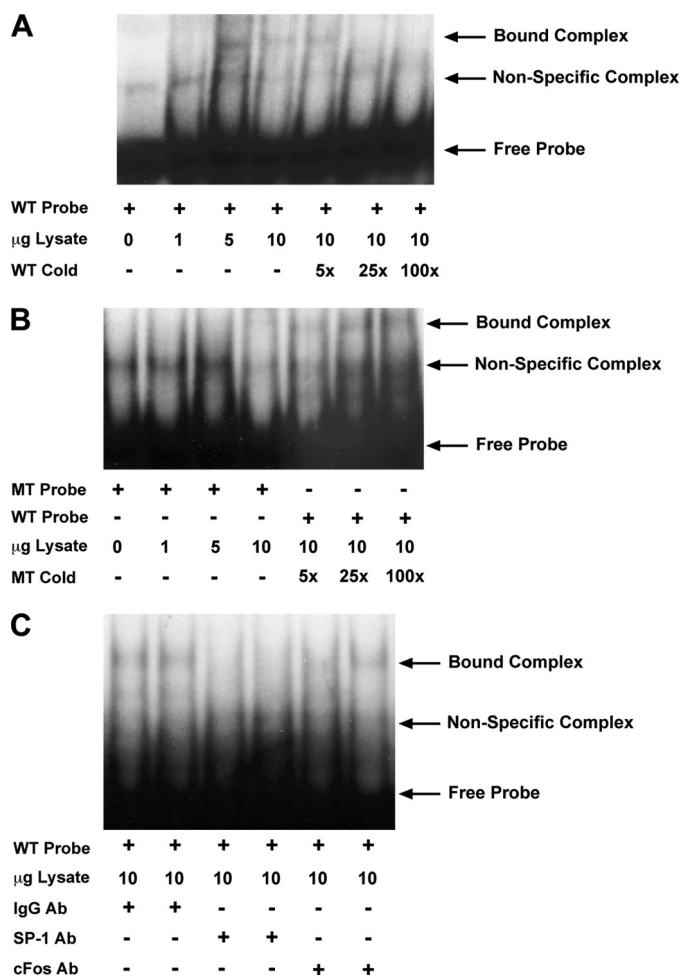 A
Bound Complex
Non-Specific Complex
Free Probe
WT Probe + + + + + + +
μg Lysate 0 1 5 10 10 10 10
WT Cold - - - - 5x 25x 100x
B
Bound Complex
Non-Specific Complex
Free Probe
MT Probe + + + + - - -
WT Probe - - - - + + +
μg Lysate 0 1 5 10 10 10 10
MT Cold - - - - 5x 25x 100x
C
Bound Complex
Non-Specific Complex
Free Probe
WT Probe + + + + + +
μg Lysate 10 10 10 10 10 10
IgG Ab + + - - - -
SP-1 Ab - - + + - -
cFos Ab - - - - + +